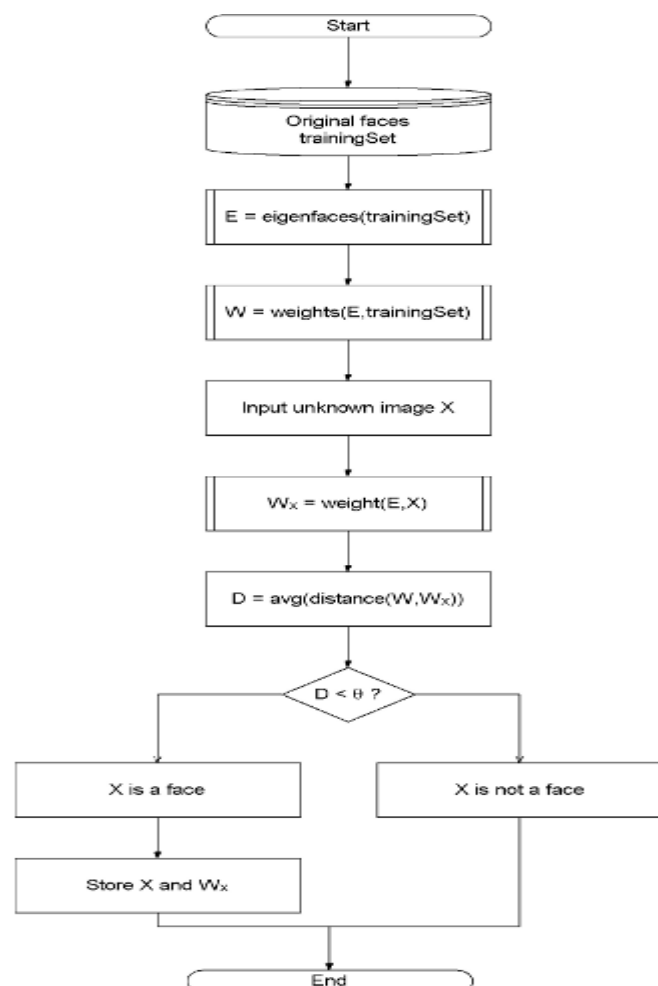 Start
Original faces
trainingSet
E = eigenfaces(trainingSet)
W = weights(E,trainingSet)
Input unknown image X
Wₓ = weight(E,X)
D = avg(distance(W,Wₓ))
D < θ ?
X is a face
X is not a face
Store X and Wₓ
End